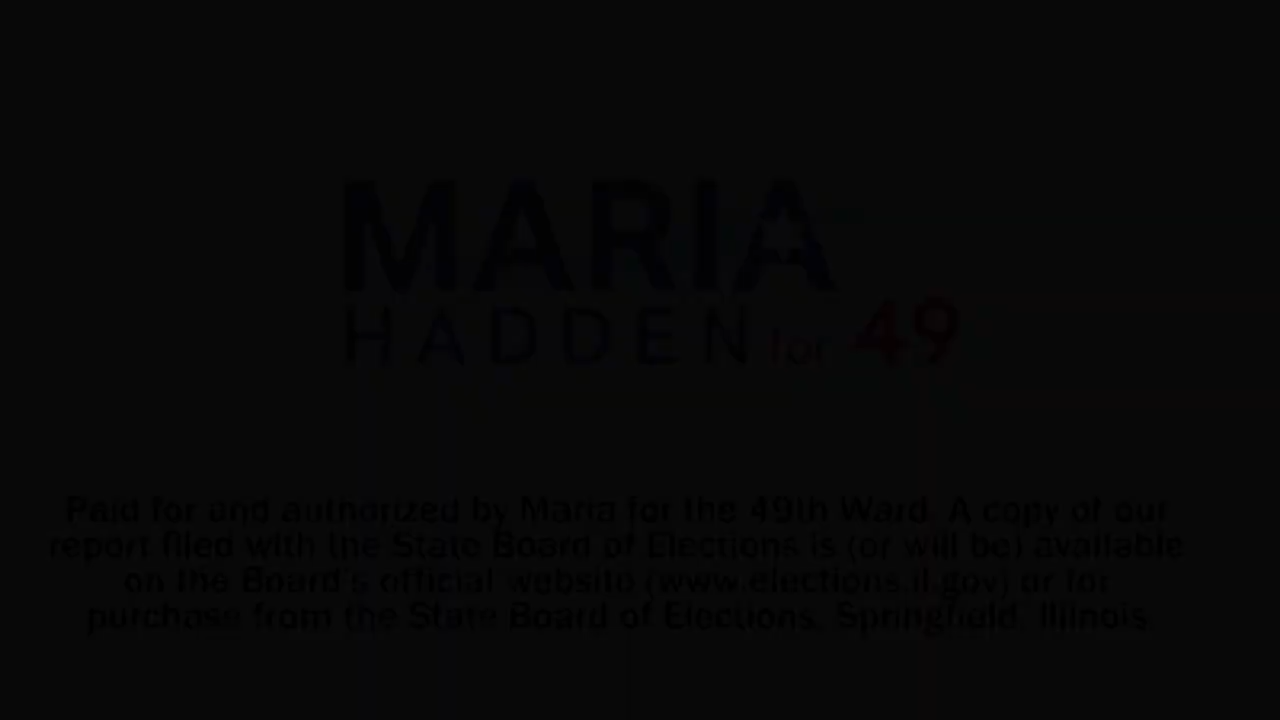 MARIA
HADDEN for 49
Paid for and authorized by Maria for the 49th Ward. A copy of our
report filed with the State Board of Elections is (or will be) available
on the Board's official website (www.elections.il.gov) or for
purchase from the State Board of Elections, Springfield, Illinois